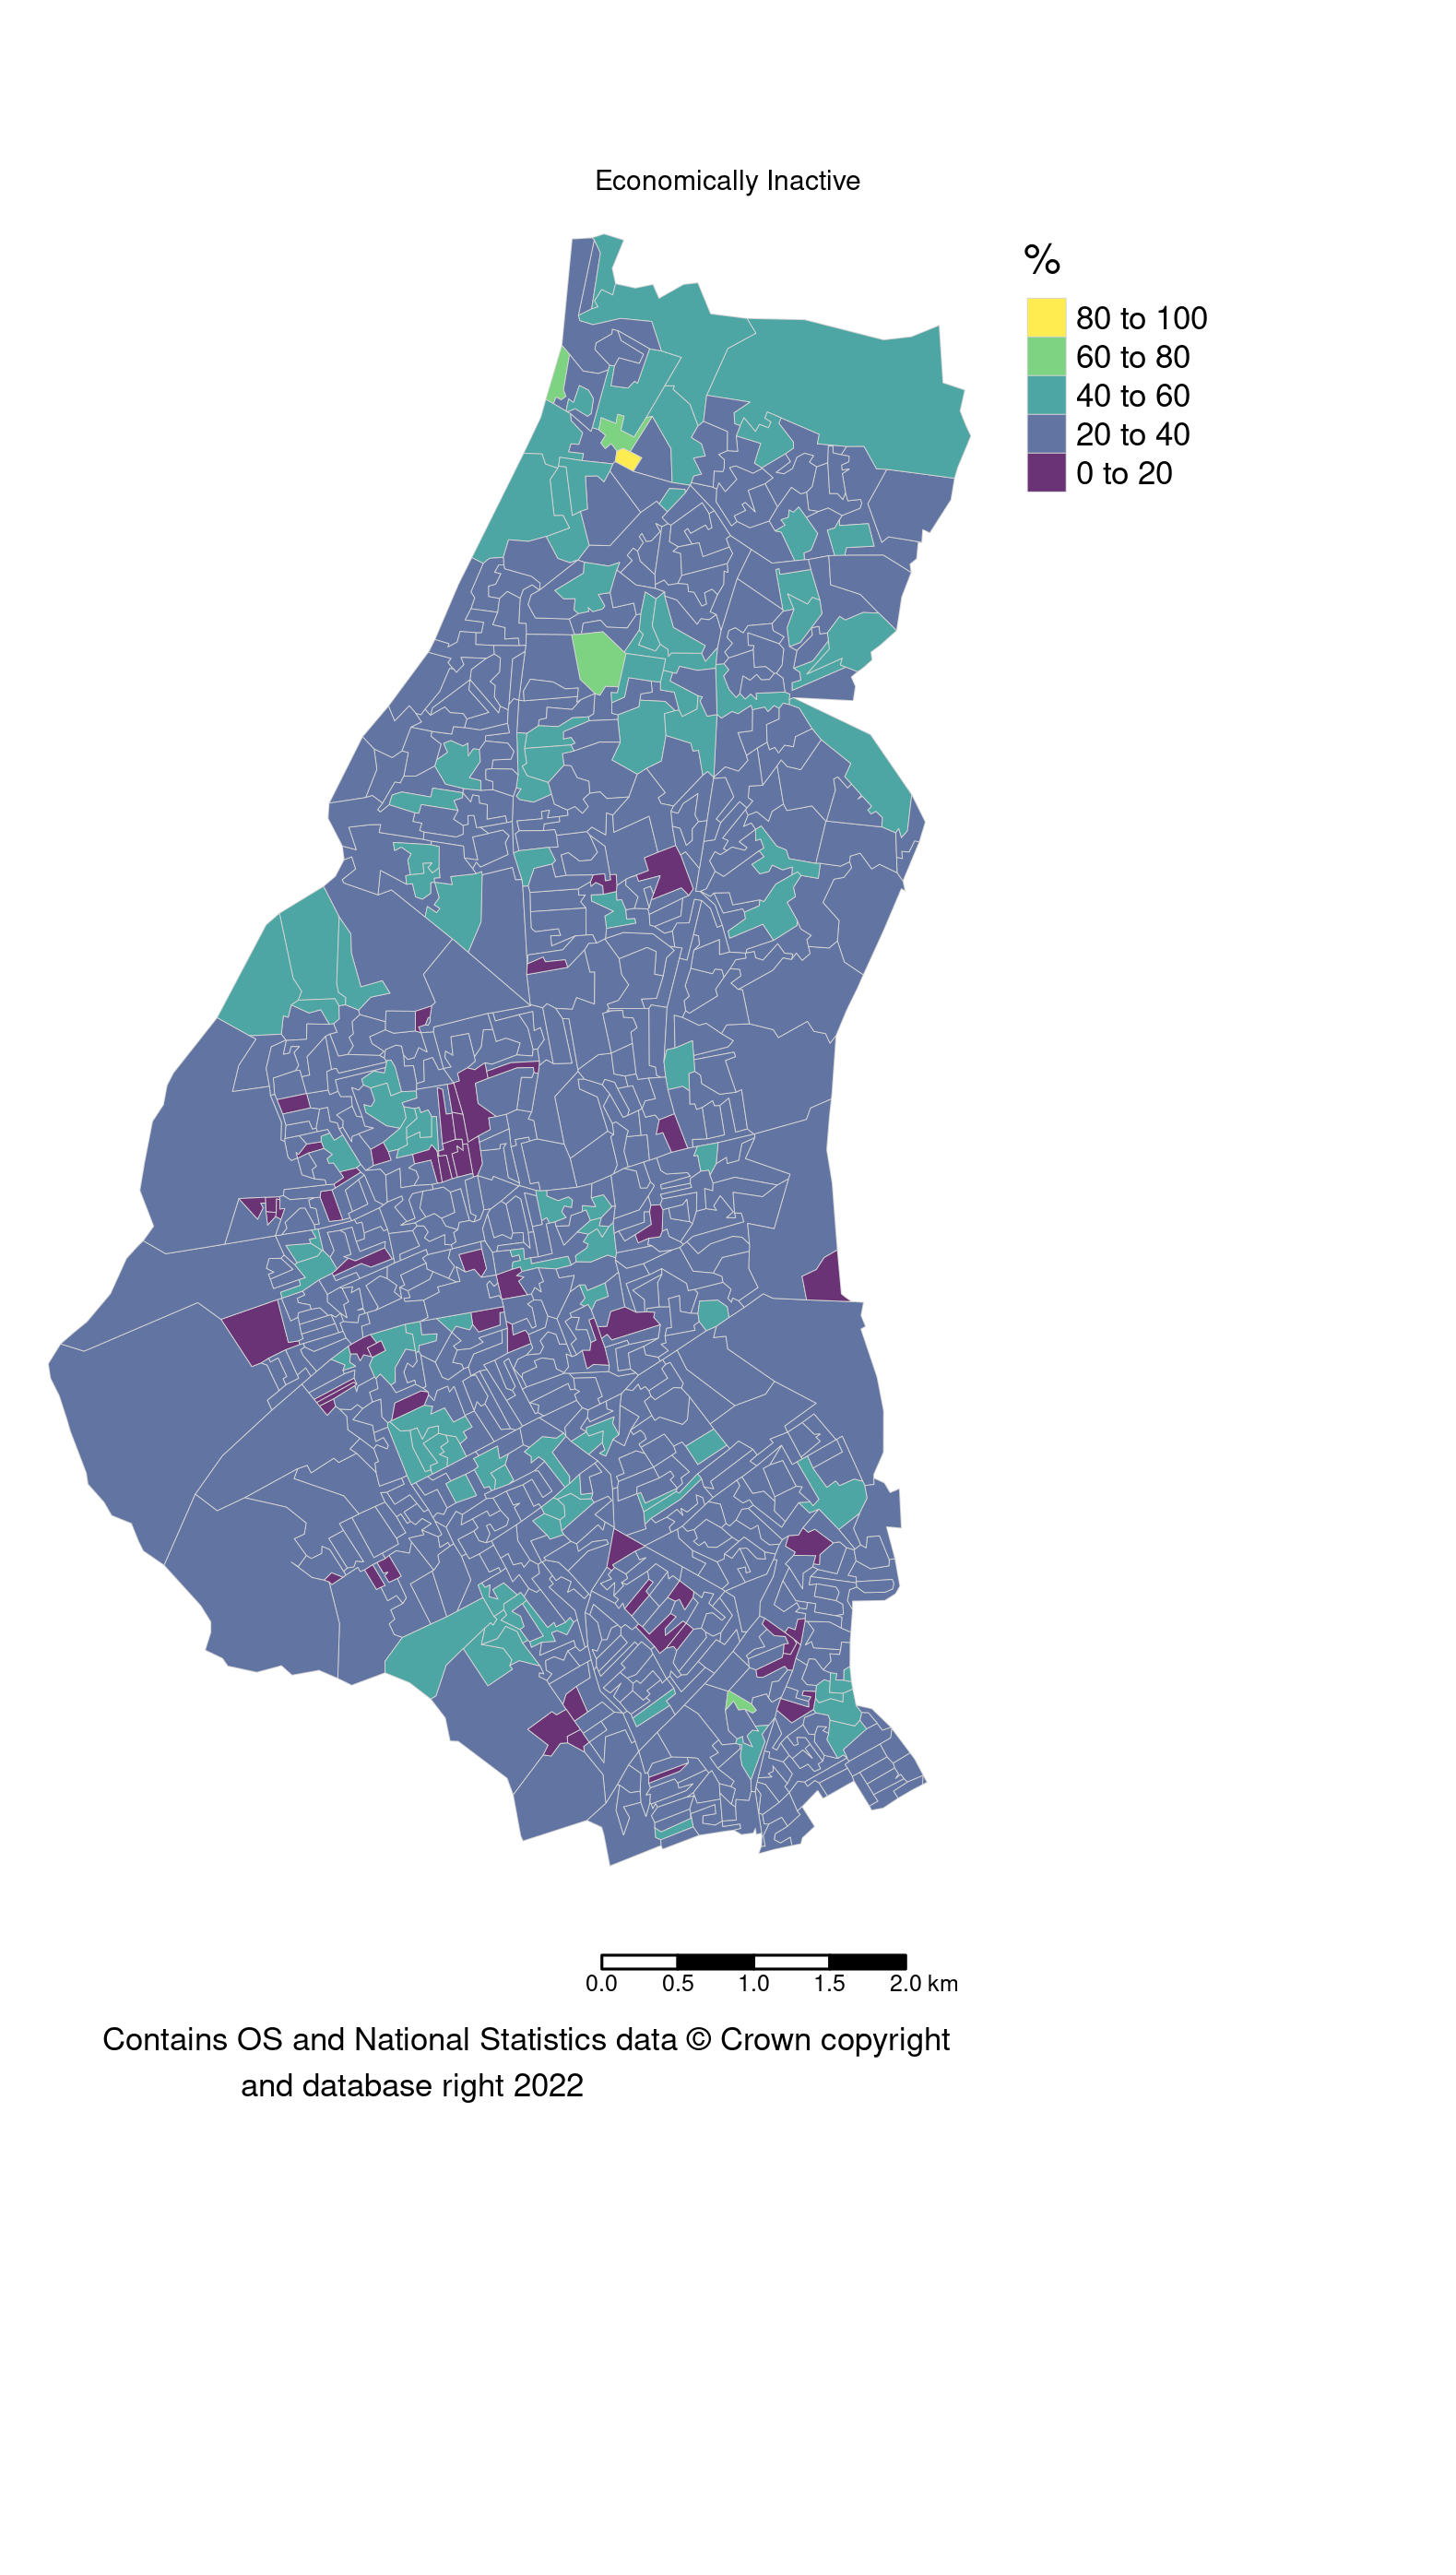 Economically Inactive
%
80 to 100
60 to 80
40 to 60
20 to 40
0 to 20
0.0 0.5 1.0 1.5 2.0 km
Contains OS and National Statistics data © Crown copyright
and database right 2022